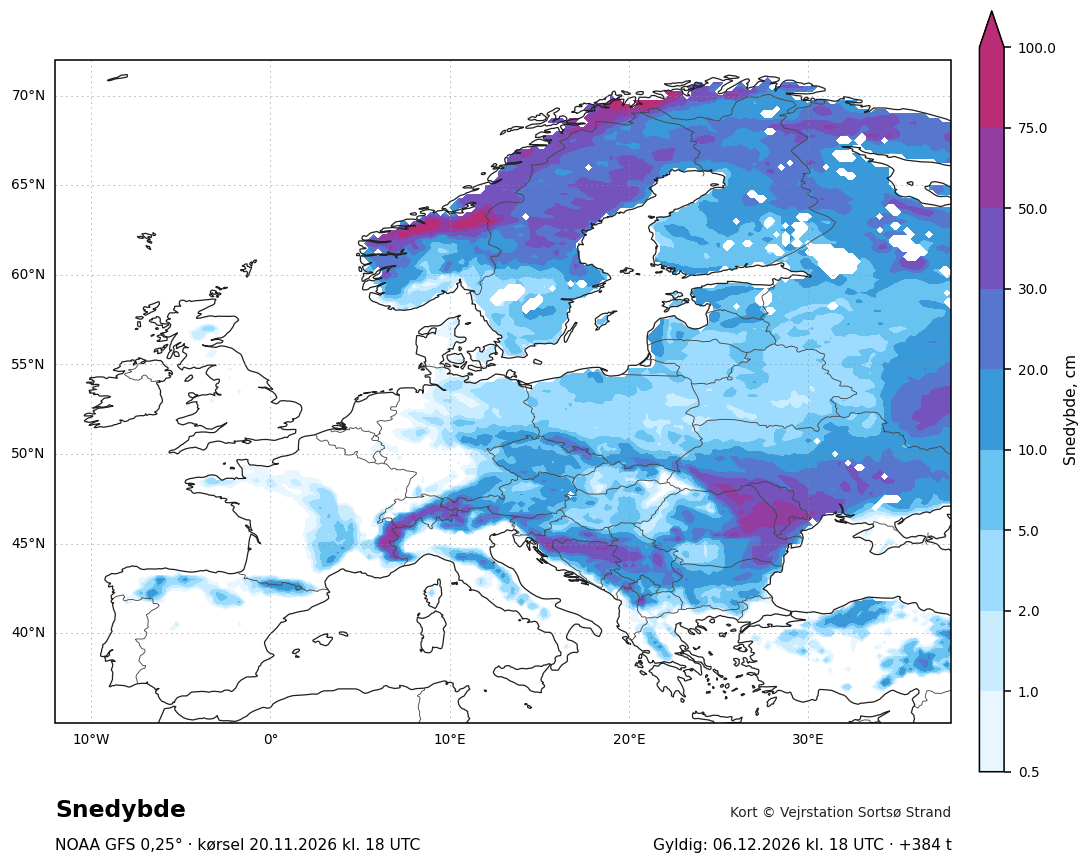 100.0
75.0
50.0
30.0
20.0
10.0
5.0
2.0
1.0
0.5
Snedybde, cm
70°N
65°N
60°N
55°N
50°N
45°N
40°N
10°W
0°
10°E
20°E
30°E
Snedybde
Kort © Vejrstation Sortsø Strand
NOAA GFS 0,25° · kørsel 20.11.2026 kl. 18 UTC
Gyldig: 06.12.2026 kl. 18 UTC · +384 t